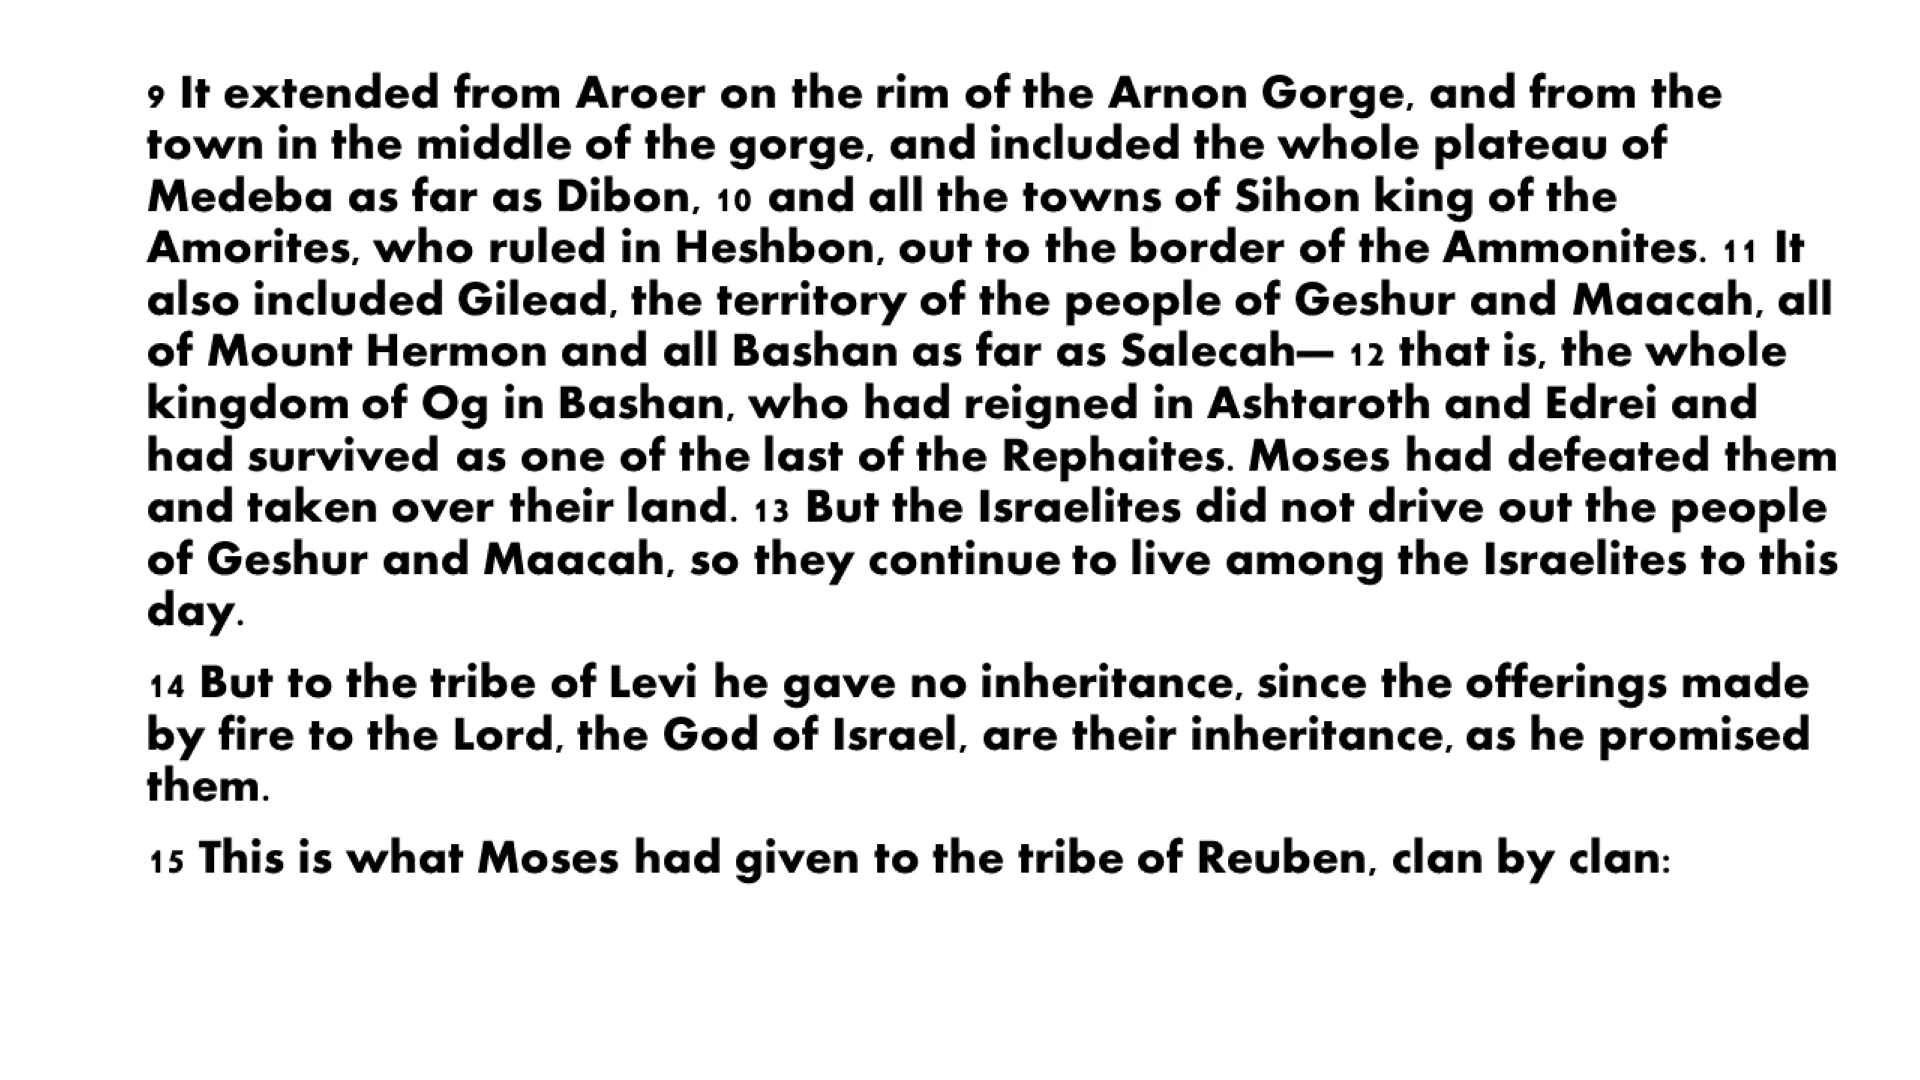 9 It extended from Aroer on the rim of the Arnon Gorge, and from the
town in the middle of the gorge, and included the whole plateau of
Medeba as far as Dibon, 10 and all the towns of Sihon king of the
Amorites, who ruled in Heshbon, out to the border of the Ammonites. 11 It
also included Gilead, the territory of the people of Geshur and Maacah, all
of Mount Hermon and all Bashan as far as Salecah— 12 that is, the whole
kingdom of Og in Bashan, who had reigned in Ashtaroth and Edrei and
had survived as one of the last of the Rephaites. Moses had defeated them
and taken over their land. 13 But the Israelites did not drive out the people
of Geshur and Maacah, so they continue to live among the Israelites to this
day.
14 But to the tribe of Levi he gave no inheritance, since the offerings made
by fire to the Lord, the God of Israel, are their inheritance, as he promised
them.
15 This is what Moses had given to the tribe of Reuben, clan by clan: